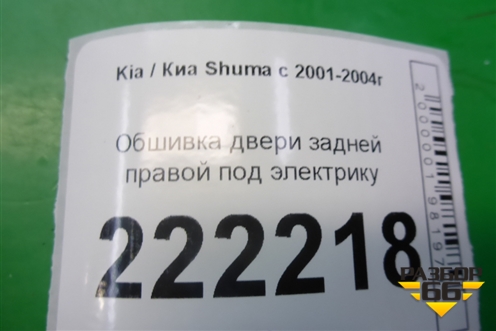 Kia / Киа Shuma с 2001-2004г
Обшивка двери задней
правой под электрику
222218
РАЗБОР
66